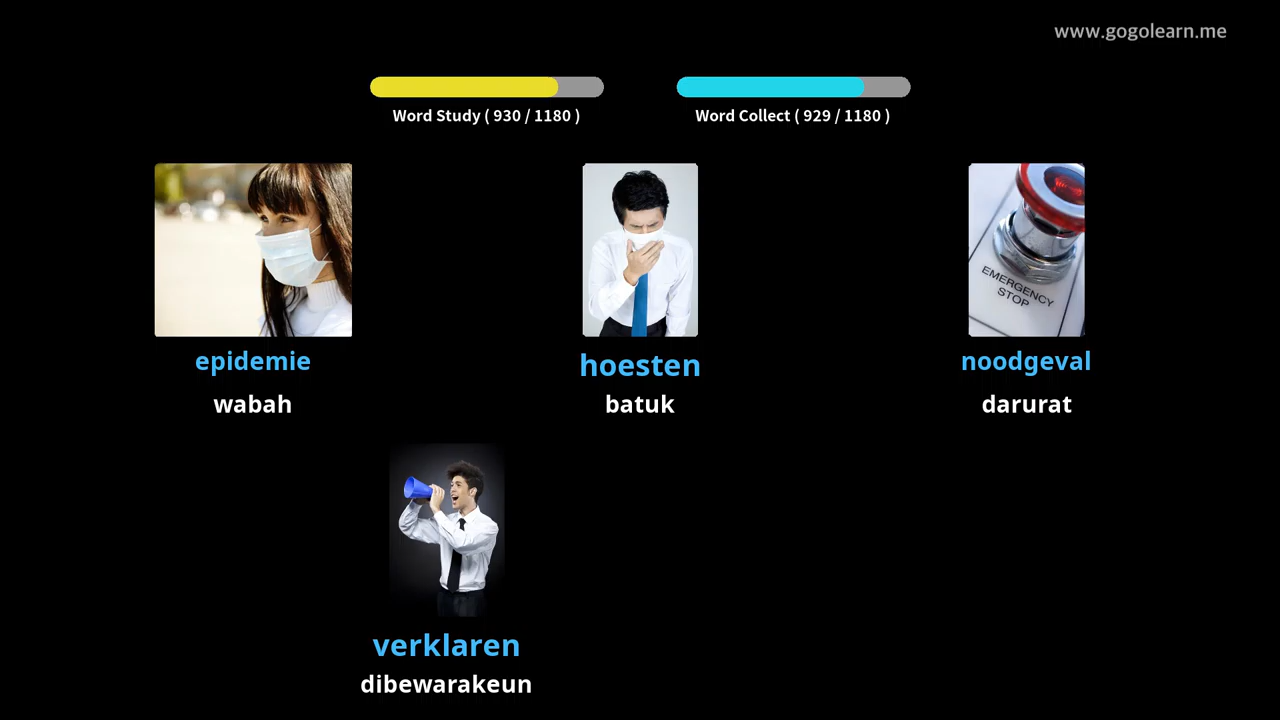 www.gogolearn.me
Word Study ( 930 / 1180 )
Word Collect ( 929 / 1180 )
EMERGENCY
STOP
epidemie
hoesten
noodgeval
wabah
batuk
darurat
verklaren
dibewarakeun